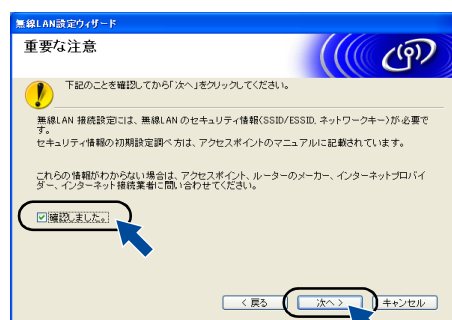 無線LAN設定ウィザード
重要な注意
下記のことを確認してから「次へ」をクリックしてください。
無線LAN 接続設定には、無線LAN のセキュリティ情報(SSID/ESSID, ネットワークキー)が必要で
す。
セキュリティ情報の初期設定調べ方は、アクセスポイントのマニュアルに記載されています。
これらの情報がわからない場合は、アクセスポイント、ルーターのメーカー、インターネットプロバイ
ダー、インターネット接続業者に問い合わせてください。
確認しました。
< 戻る 次へ > キャンセル